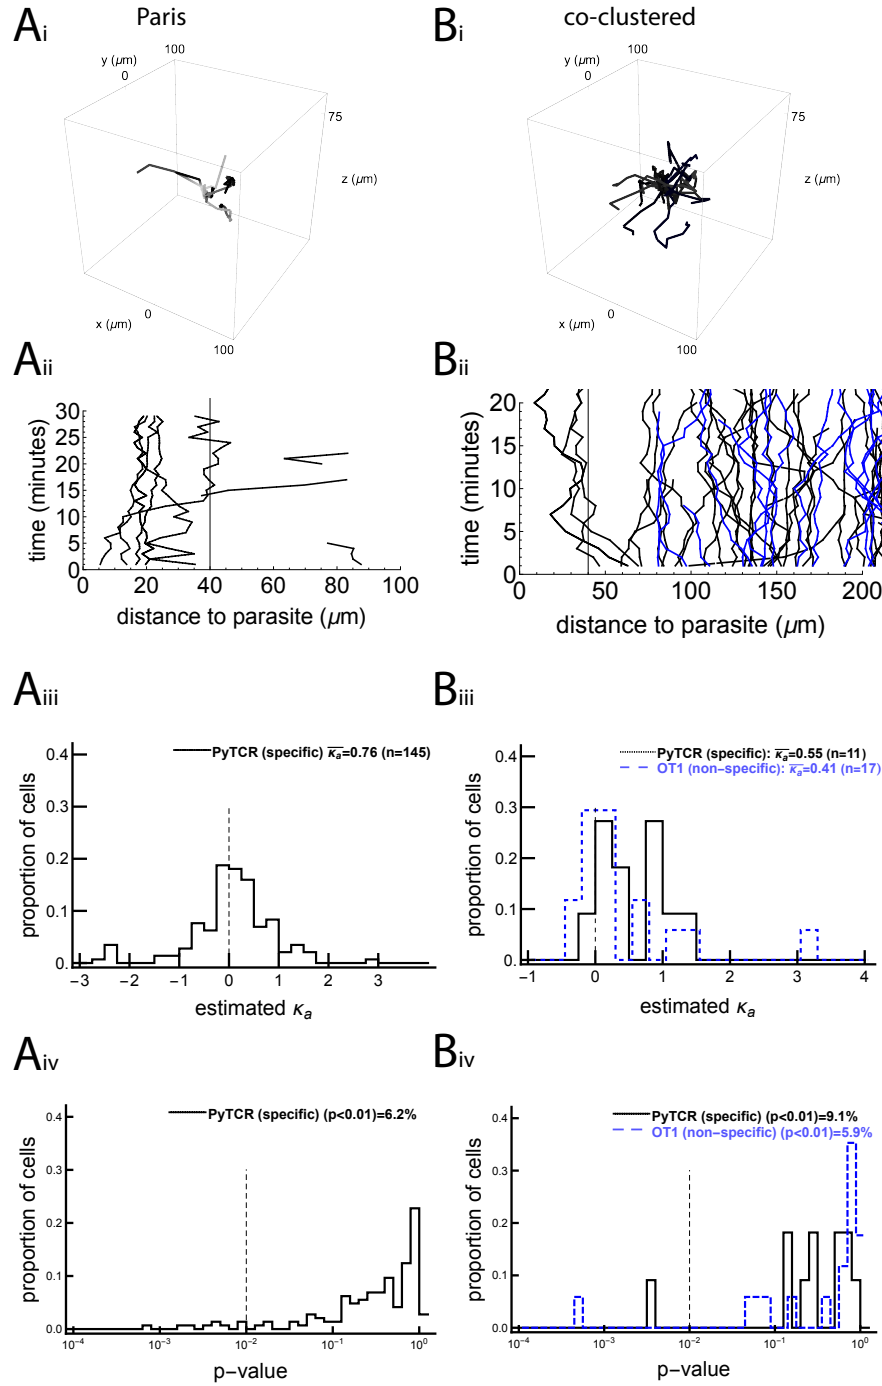 Ai
Paris
y (μm)
100
0
75
z (μm)
x (μm)
0
100
Bi
co-clustered
y (μm)
100
0
75
z (μm)
x (μm)
0
100
Aii
time (minutes)
30
25
20
15
10
5
0
0 20 40 60 80 100
distance to parasite (μm)
Bii
time (minutes)
20
15
10
5
0
0 50 100 150 200
distance to parasite (μm)
Aiii
PyTCR (specific) κa=0.76 (n=145)
proportion of cells
0.4
0.3
0.2
0.1
0.
−3 −2 −1 0 1 2 3
estimated κa
Biii
PyTCR (specific): κa=0.55 (n=11)
OT1 (non−specific): κa=0.41 (n=17)
proportion of cells
0.4
0.3
0.2
0.1
0.
−1 0 1 2 3 4
estimated κa
Aiv
PyTCR (specific) (p<0.01)=6.2%
proportion of cells
0.4
0.3
0.2
0.1
0.0
10−4 10−3 10−2 10−1 100
p−value
Biv
PyTCR (specific) (p<0.01)=9.1%
OT1 (non−specific) (p<0.01)=5.9%
proportion of cells
0.4
0.3
0.2
0.1
0.0
10−4 10−3 10−2 10−1 100
p−value